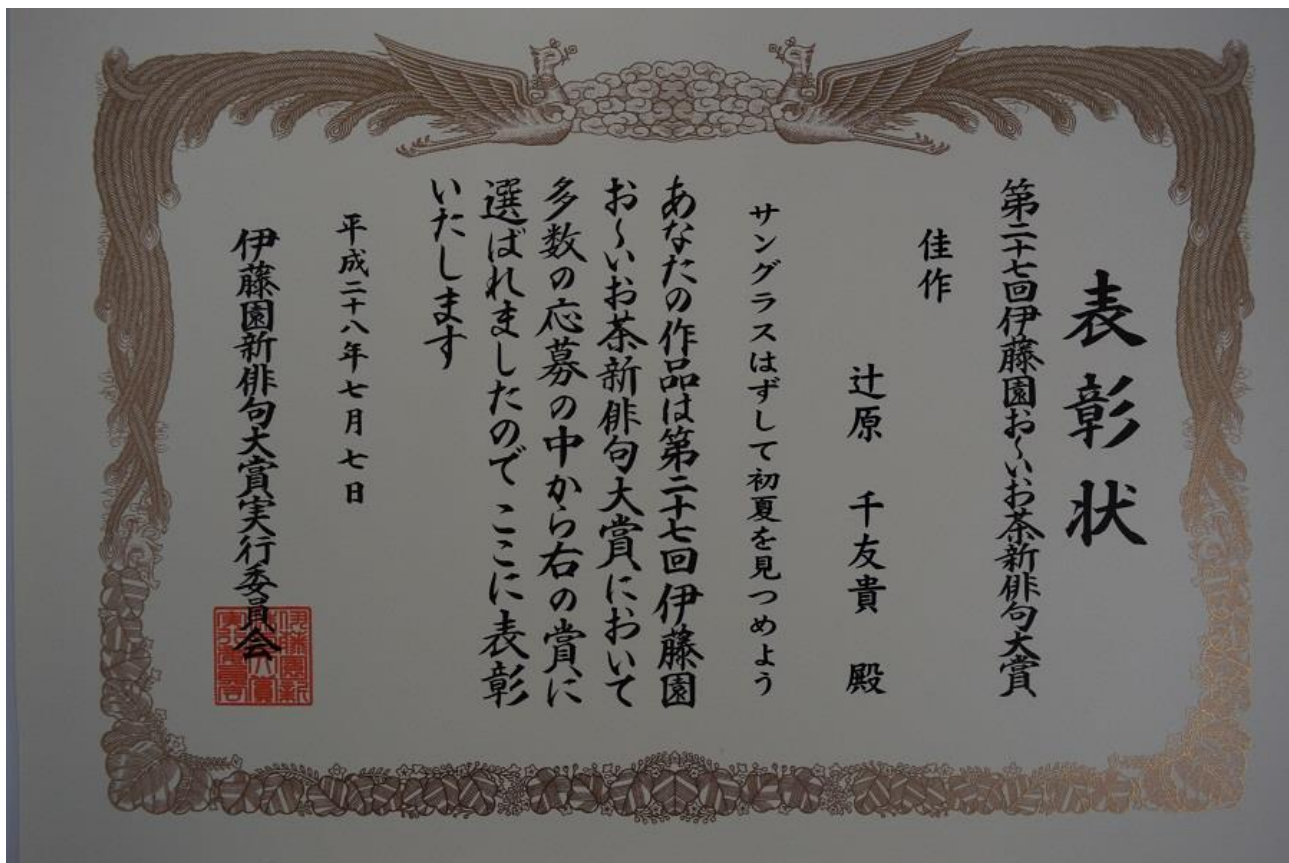 表彰状
第二十七回伊藤園お〜いお茶新俳句大賞
佳作
辻原 千友貴 殿
サングラスはずして初夏を見つめよう
あなたの作品は第二十七回伊藤園
お〜いお茶新俳句大賞において
多数の応募の中から右の賞に
選ばれましたので ここに表彰
いたします
平成二十八年七月七日
伊藤園新俳句大賞実行委員会